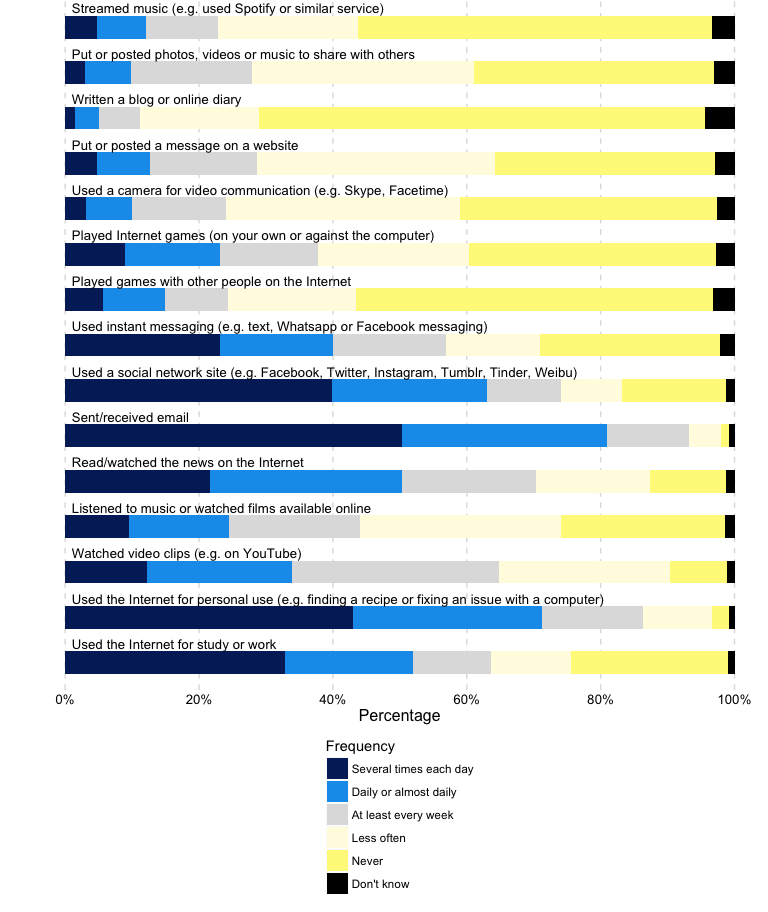 Streamed music (e.g. used Spotify or similar service)
Put or posted photos, videos or music to share with others
Written a blog or online diary
Put or posted a message on a website
Used a camera for video communication (e.g. Skype, Facetime)
Played Internet games (on your own or against the computer)
Played games with other people on the Internet
Used instant messaging (e.g. text, Whatsapp or Facebook messaging)
Used a social network site (e.g. Facebook, Twitter, Instagram, Tumblr, Tinder, Weibu)
Sent/received email
Read/watched the news on the Internet
Listened to music or watched films available online
Watched video clips (e.g. on YouTube)
Used the Internet for personal use (e.g. finding a recipe or fixing an issue with a computer)
Used the Internet for study or work
0% 20% 40% 60% 80% 100%
Percentage
Frequency
Several times each day
Daily or almost daily
At least every week
Less often
Never
Don't know